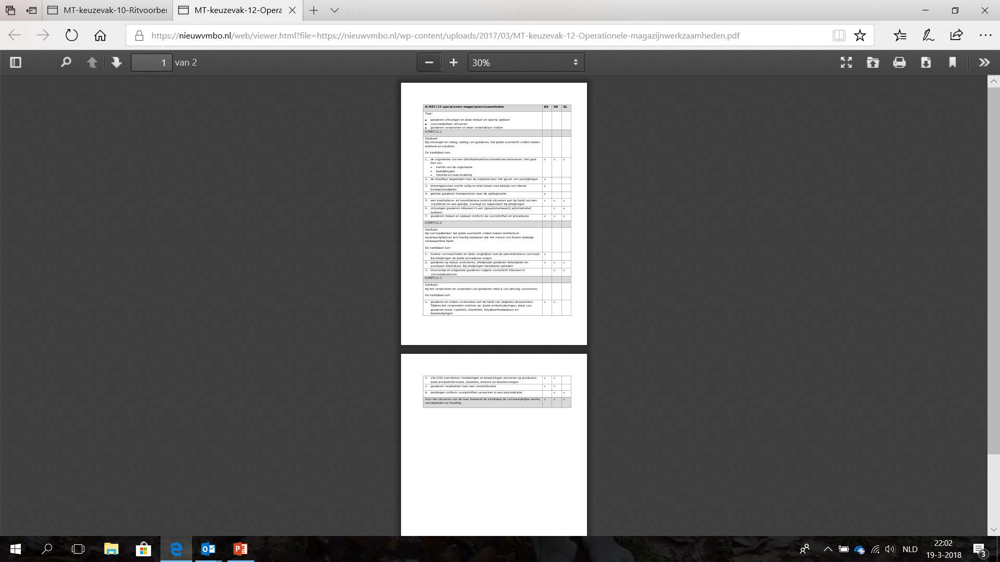 MT-keuzevak-10-Ritvoorber
MT-keuzevak-12-Opera
https://nieuwvmbo.nl/web/viewer.html?file=https://nieuwvmbo.nl/wp-content/uploads/2017/03/MT-keuzevak-12-Operationele-magazijnwerkzaamheden.pdf
1 van 2
30%
K/MET/12 operationele magazijnwerkzaamheden BB KB GL
Taak:
• goederen ontvangen en deze inslaan en daarna opslaan
• voorraadbeheer uitvoeren
• goederen verzamelen en deze verzendklaar maken
K/MET/12.1
Deeltaak:
bij ontvangst en inslag, opslag van goederen, het juiste evenwicht vinden tussen
snelheid en kwaliteit.
De kandidaat kan:
1. de organisatie van een distributiecentrum/warehouse benoemen. Het gaat x x x
hier om:
- kennis van de organisatie
- bedrijfstypen
- functies en taakverdeling
2. de chauffeur begeleiden naar de losplaats door het geven van aanwijzingen x
3. binnengekomen vracht veilig en snel lossen met behulp van interne x
transportmiddelen
4. geloste goederen transporteren naar de opslaglocatie x
5. een kwalitatieve- en kwantitatieve controle uitvoeren aan de hand van een x x x
vrachtbrief en een paklijst, overlegt en rapporteert bij afwijkingen
6. ontvangen goederen inboeken in een (geautomatiseerd) administratief x x
systeem
7. goederen inslaan en opslaan conform de voorschriften en procedures x x x
K/MET/12.2
Deeltaak:
bij voorraadbeheer het juiste evenwicht vinden tussen snelheid en
nauwkeurigheid en zich hierbij realiseren dat het maken van fouten nadelige
consequenties heeft.
De kandidaat kan:
1. fysieke voorraad tellen en deze vergelijken met de administratieve voorraad. x
Bij afwijkingen de juiste procedures volgen
2. goederen op status controleren, afwijkende goederen behandelen en x x x
eventueel afschrijven. Bij afwijkingen handelend optreden
3. inkomende en uitgaande goederen volgens voorschrift inboeken in x x
voorraadsystemen
K/MET/12.3
Deeltaak:
bij het verzamelen en verzenden van goederen risico's van derving voorkomen.
De kandidaat kan:
1. goederen en orders verzamelen aan de hand van (digitale) documenten. x x
Tijdens het verzamelen controle op: juiste artikelcoderingen, staat van
goederen zoals: kwaliteit, kwantiteit, houdbaarheidsdatum en
beschadigingen
2. VAL/VAS activiteiten, handelingen en bewerkingen uitvoeren op producten x x
zoals productinformatie, etiketten, stickers en beschermingen
3. goederen verplaatsen naar een verzendlocatie x x
4. zendingen conform voorschriften verwerken in een administratie x x
Voor het uitvoeren van de taak beheerst de kandidaat de voorwaardelijke kennis, x x x
vaardigheden en houding.
NLD
22:02
19-3-2018
3